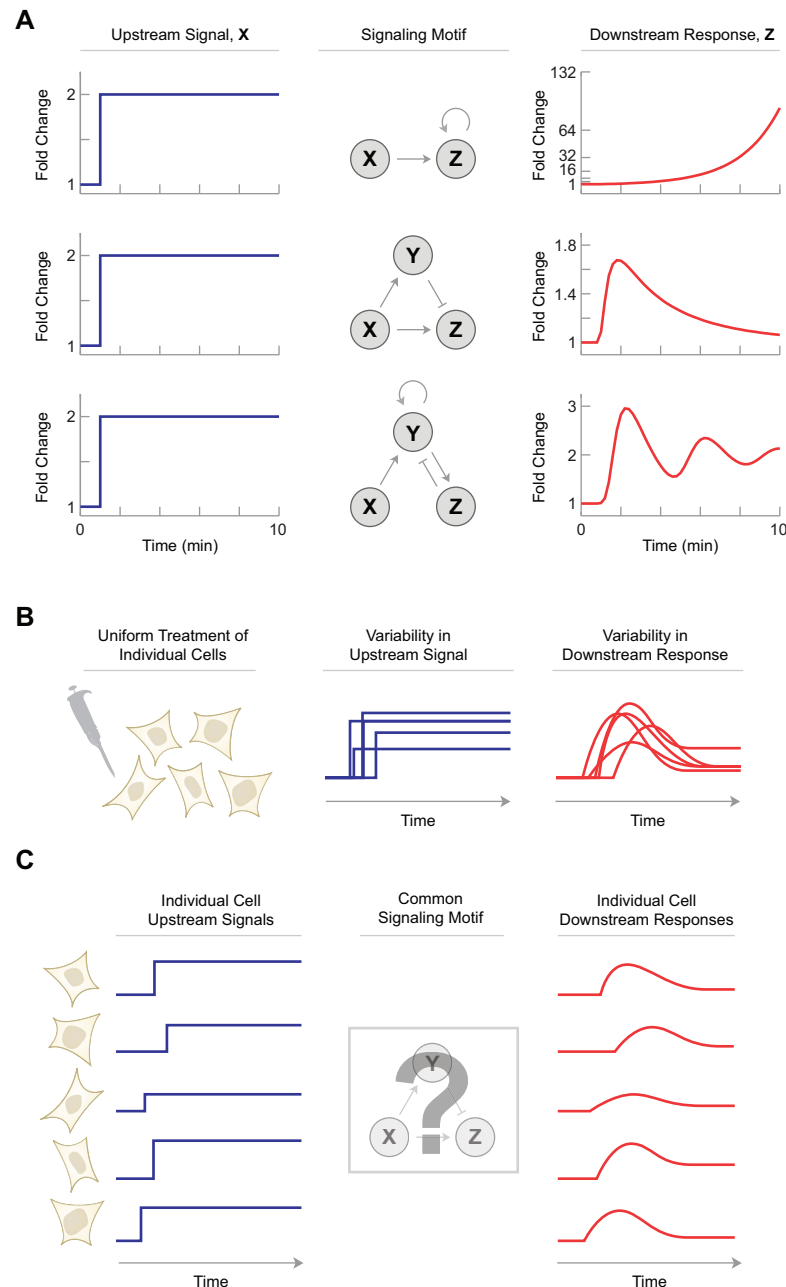 A
Upstream Signal, X
Signaling Motif
Downstream Response, Z
Fold Change
2
1
X
Z
Fold Change
132
64
32
16
1
Fold Change
2
1
Y
X
Z
Fold Change
1.8
1.4
1
Fold Change
2
1
0
10
Time (min)
Y
X
Z
Fold Change
3
2
1
0
10
Time (min)
B
Uniform Treatment of
Individual Cells
Variability in
Upstream Signal
Variability in
Downstream Response
Time
Time
C
Individual Cell
Upstream Signals
Common
Signaling Motif
Individual Cell
Downstream Responses
Y
?
X
Z
Time
Time